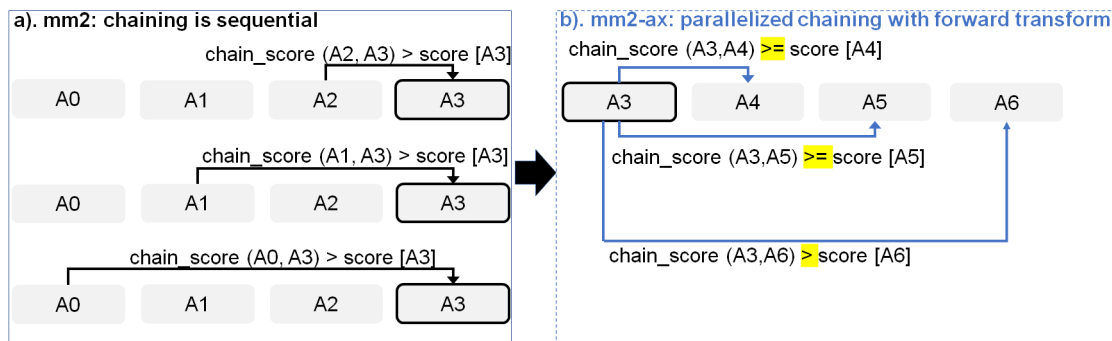 a). mm2: chaining is sequential
chain_score (A2, A3) > score [A3]
A0 A1 A2 A3
chain_score (A1, A3) > score [A3]
A0 A1 A2 A3
chain_score (A0, A3) > score [A3]
A0 A1 A2 A3
b). mm2-ax: parallelized chaining with forward transform
chain_score (A3,A4) >= score [A4]
A3 A4 A5 A6
chain_score (A3,A5) >= score [A5]
chain_score (A3,A6) > score [A6]